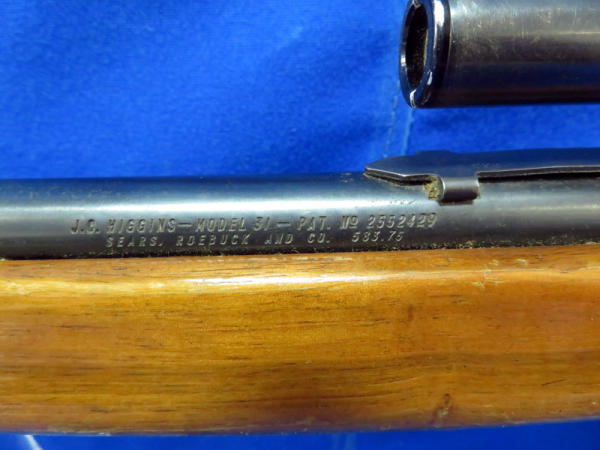 J.C. HIGGINS—MODEL 31—PAT. No 2552429
SEARS, ROEBUCK AND CO. 583.75